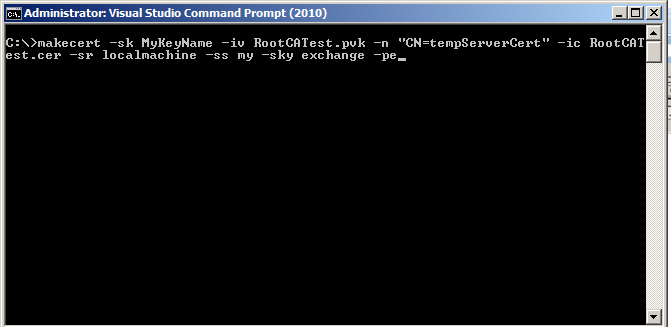 Administrator: Visual Studio Command Prompt (2010)
C:\>makecert -sk MyKeyName -iv RootCATest.pvk -n "CN=tempServerCert" -ic RootCAT
est.cer -sr localmachine -ss my -sky exchange -pe